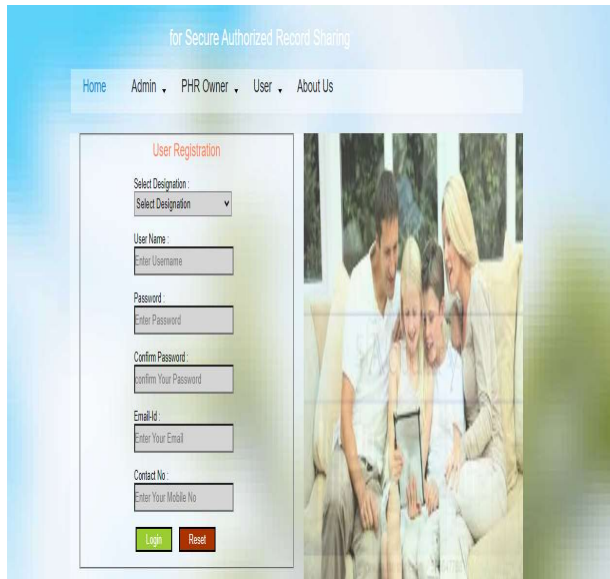 for Secure Authorized Record Sharing
Home Admin PHR Owner User About Us
User Registration
Select Designation :
Select Designation
User Name :
Enter Username
Password :
Enter Password
Confirm Password :
confirm Your Password
Email-Id :
Enter Your Email
Contact No :
Enter Your Mobile No
Login Reset